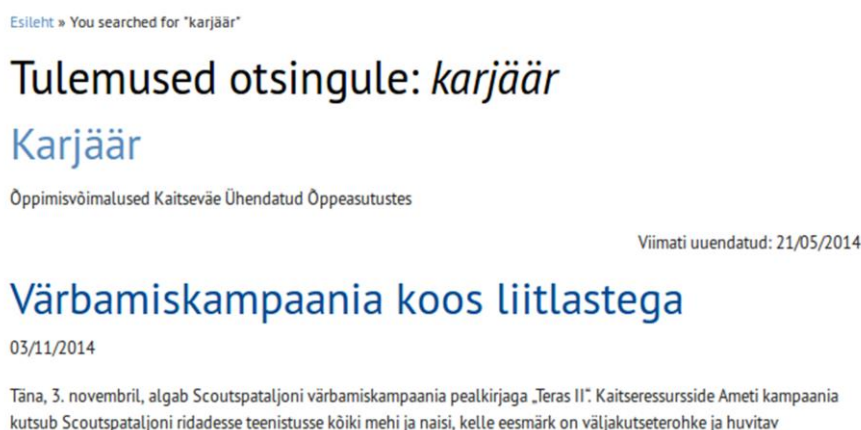 Esileht » You searched for "karjäär"
Tulemused otsingule: karjäär
Karjäär
Õppimisvõimalused Kaitseväe Ühendatud Õppeasutustes
Viimati uuendatud: 21/05/2014
Värbamiskampaania koos liitlastega
03/11/2014
Täna, 3. novembril, algab Scoutspataljoni värbamiskampaania pealkirjaga „Teras II”. Kaitseressursside Ameti kampaania
kutsub Scoutspataljoni ridadesse teenistusse kõiki mehi ja naisi, kelle eesmärk on väljakutseterohke ja huvitav